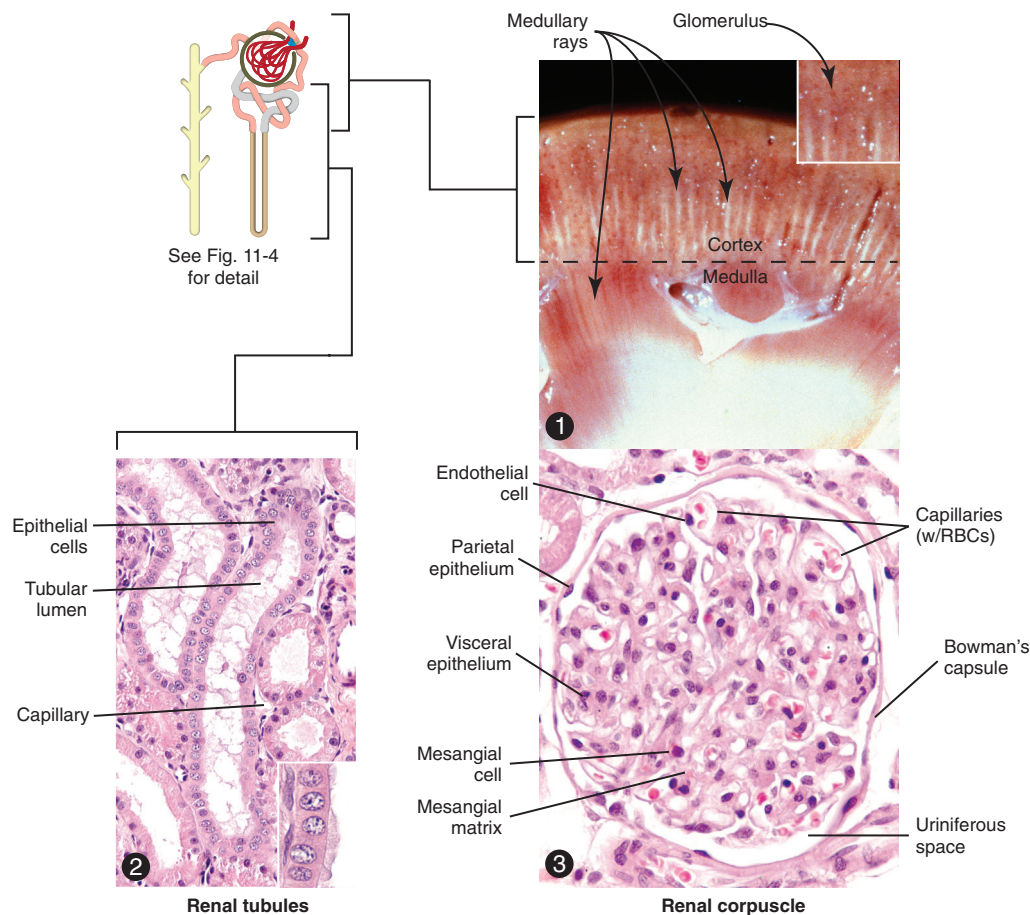 Medullary
rays
Glomerulus
See Fig. 11-4
for detail
Cortex
Medulla
1
Epithelial
cells
Tubular
lumen
Capillary
2
Renal tubules
Endothelial
cell
Parietal
epithelium
Visceral
epithelium
Mesangial
cell
Mesangial
matrix
Capillaries
(w/RBCs)
Bowman's
capsule
Uriniferous
space
3
Renal corpuscle